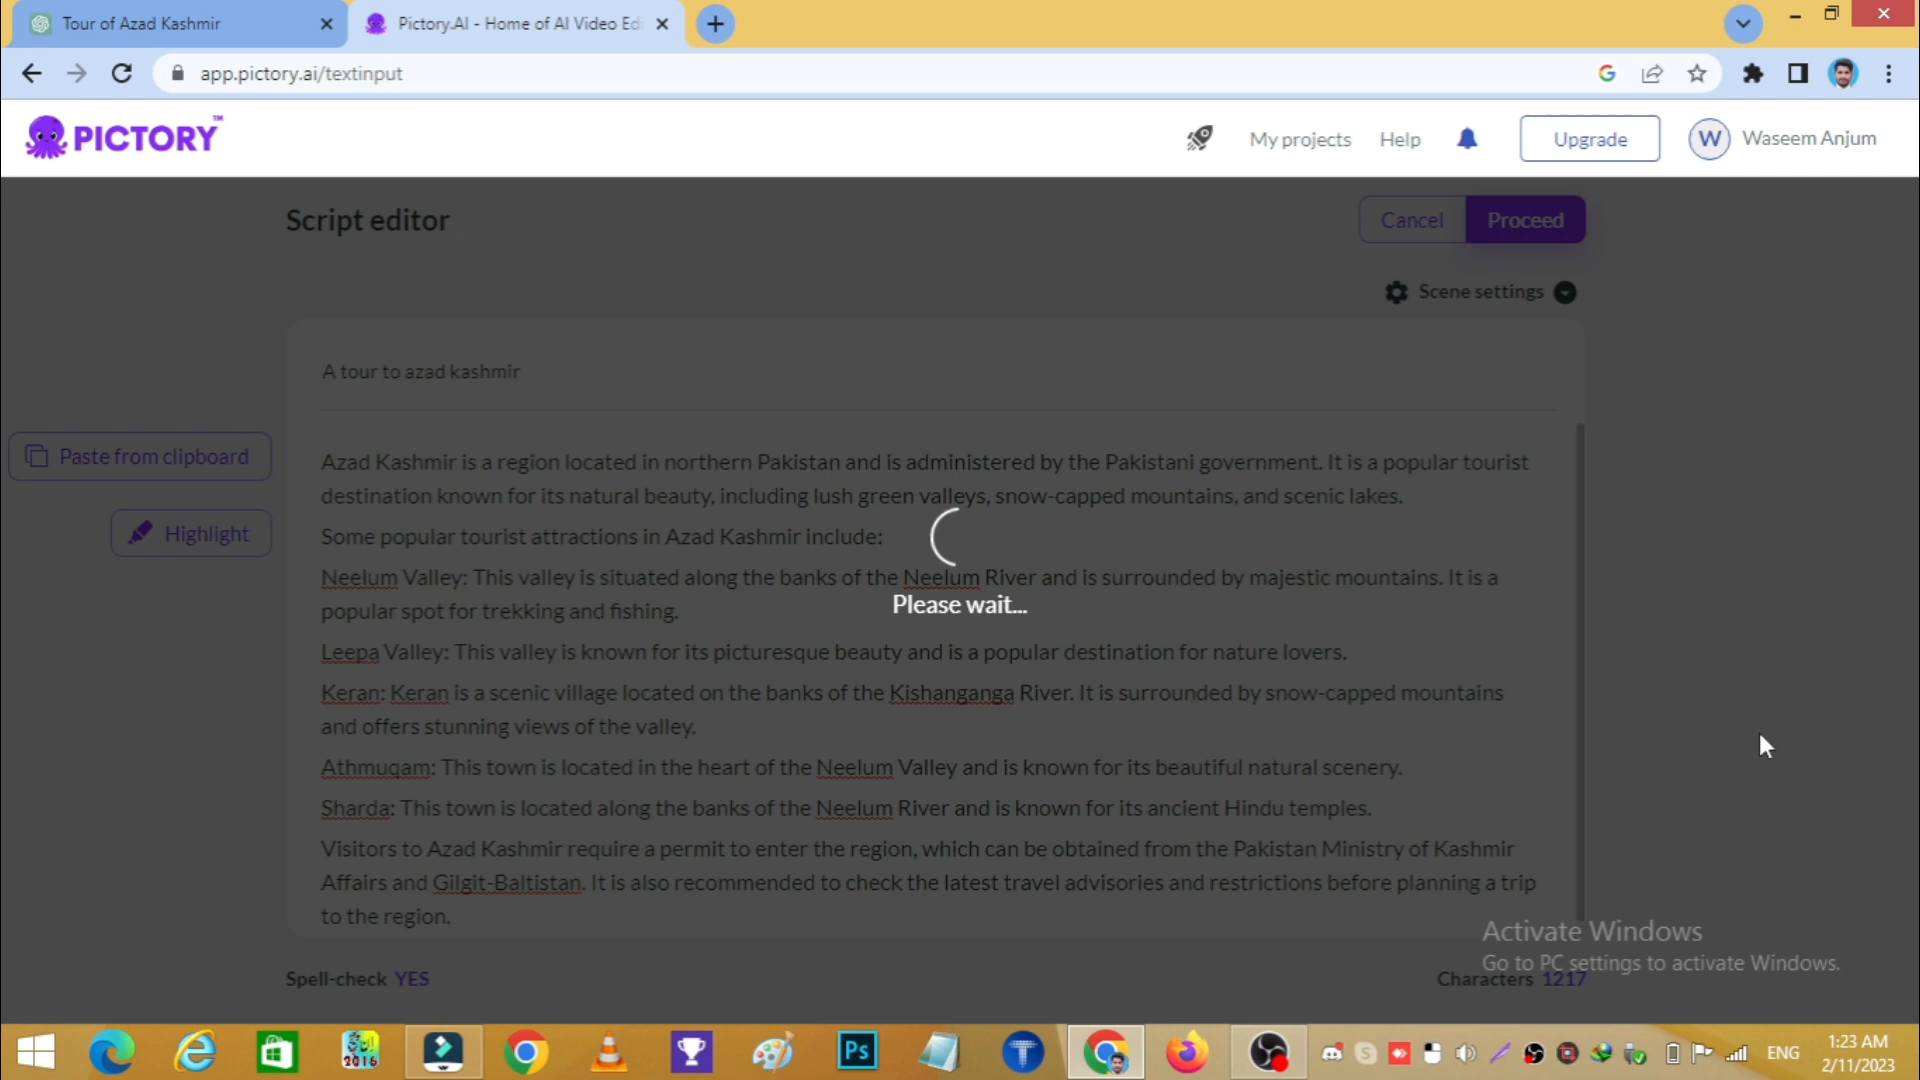 Tour of Azad Kashmir
Pictory.AI - Home of AI Video Edi
app.pictory.ai/textinput
PICTORY™
My projects
Help
Upgrade
W
Waseem Anjum
Script editor
Cancel
Proceed
Scene settings
A tour to azad kashmir
Paste from clipboard
Highlight
Azad Kashmir is a region located in northern Pakistan and is administered by the Pakistani government. It is a popular tourist
destination known for its natural beauty, including lush green valleys, snow-capped mountains, and scenic lakes.
Some popular tourist attractions in Azad Kashmir include:
Neelum Valley: This valley is situated along the banks of the Neelum River and is surrounded by majestic mountains. It is a
popular spot for trekking and fishing.
Please wait...
Leepa Valley: This valley is known for its picturesque beauty and is a popular destination for nature lovers.
Keran: Keran is a scenic village located on the banks of the Kishanganga River. It is surrounded by snow-capped mountains
and offers stunning views of the valley.
Athmuqam: This town is located in the heart of the Neelum Valley and is known for its beautiful natural scenery.
Sharda: This town is located along the banks of the Neelum River and is known for its ancient Hindu temples.
Visitors to Azad Kashmir require a permit to enter the region, which can be obtained from the Pakistan Ministry of Kashmir
Affairs and Gilgit-Baltistan. It is also recommended to check the latest travel advisories and restrictions before planning a trip
to the region.
Activate Windows
Go to PC settings to activate Windows.
Spell-check YES
Characters 1217
2016
Ps
T
ENG
1:23 AM
2/11/2023